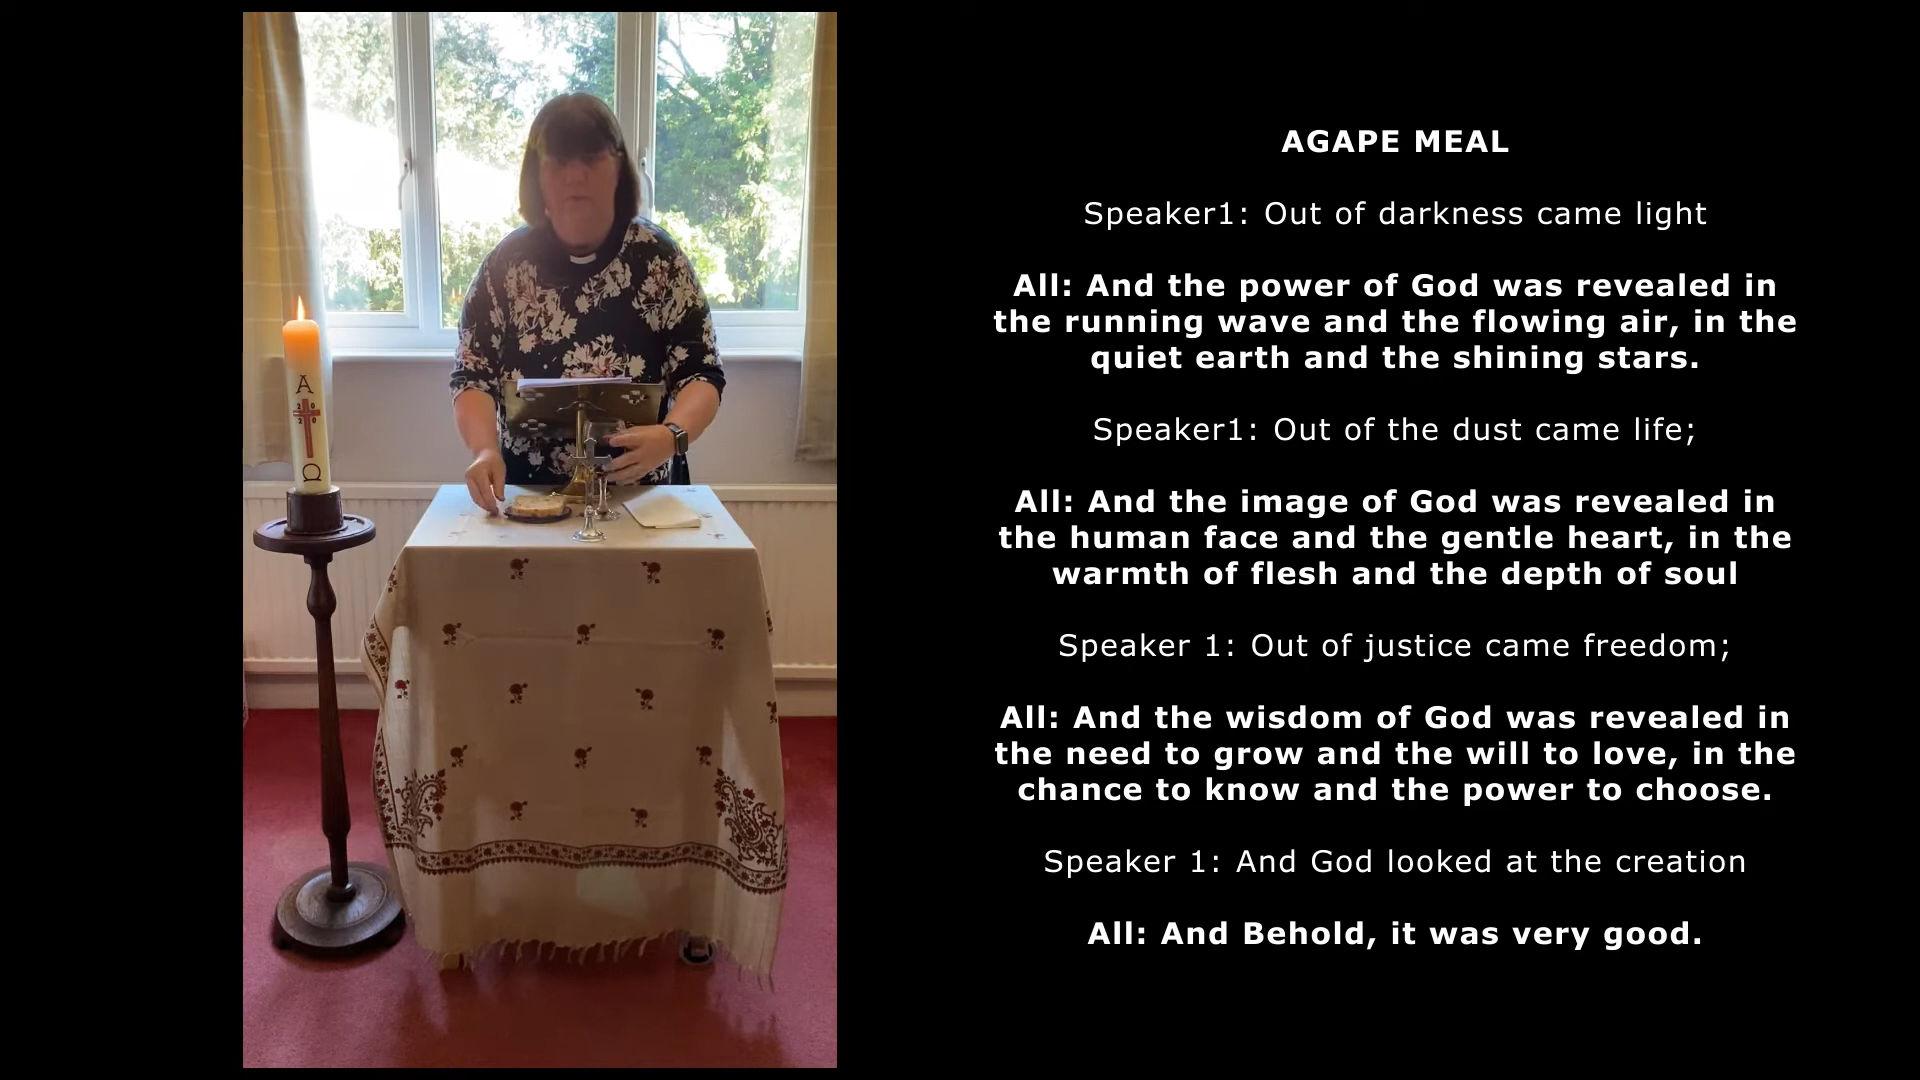 A
20
20
Ω
AGAPE MEAL
Speaker1: Out of darkness came light
All: And the power of God was revealed in
the running wave and the flowing air, in the
quiet earth and the shining stars.
Speaker1: Out of the dust came life;
All: And the image of God was revealed in
the human face and the gentle heart, in the
warmth of flesh and the depth of soul
Speaker 1: Out of justice came freedom;
All: And the wisdom of God was revealed in
the need to grow and the will to love, in the
chance to know and the power to choose.
Speaker 1: And God looked at the creation
All: And Behold, it was very good.